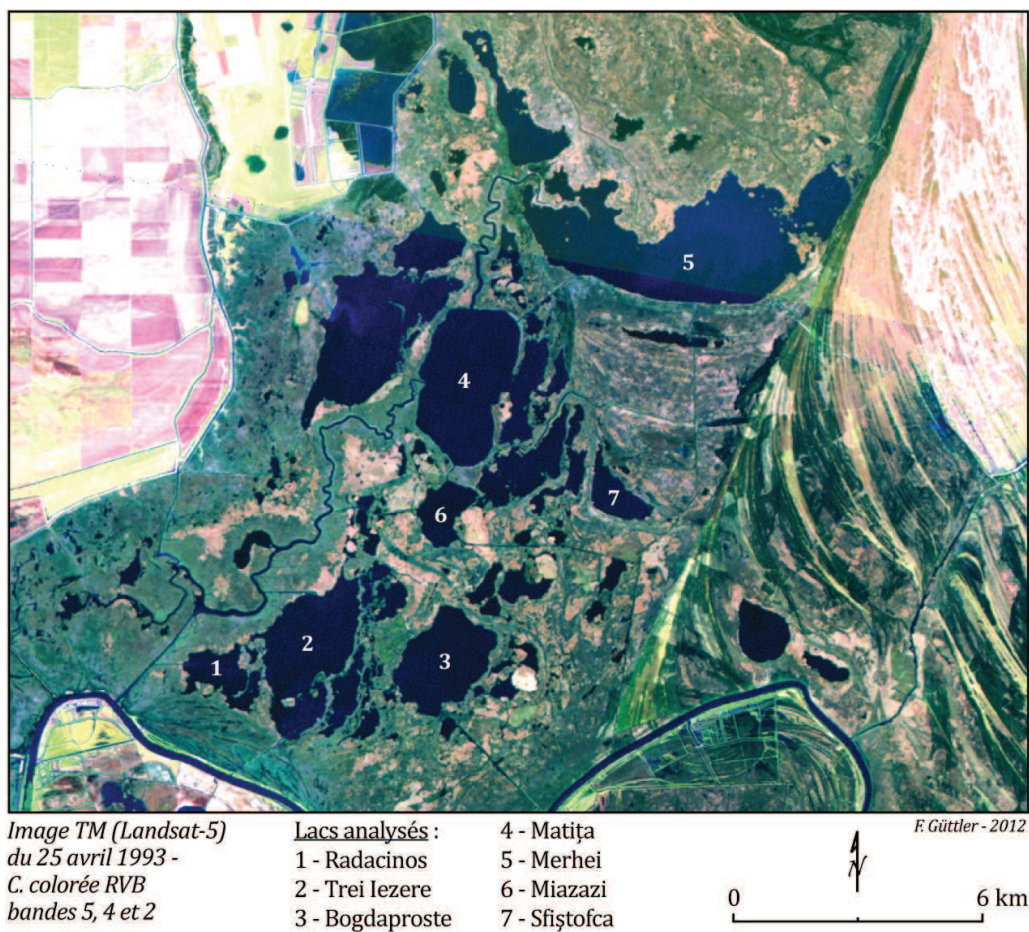 5
4
7
6
2
3
1
Image TM (Landsat-5)
du 25 avril 1993 -
C. colorée RVB
bandes 5, 4 et 2
Lacs analysés :
1 - Radacinos
2 - Trei Iezere
3 - Bogdaproste
4 - Matiţa
5 - Merhei
6 - Miazazi
7 - Sfiştofca
F. Güttler - 2012
N
0 6 km